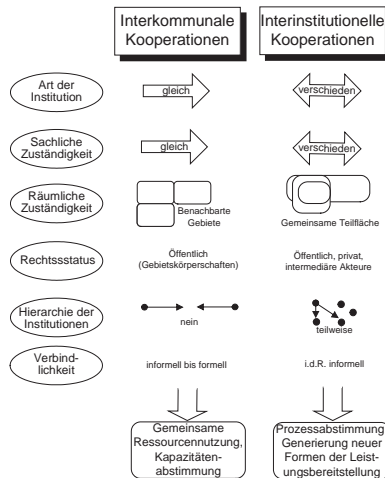 Interkommunale
Kooperationen
Interinstitutionelle
Kooperationen
Art der
Institution
gleich
verschieden
Sachliche
Zuständigkeit
gleich
verschieden
Räumliche
Zuständigkeit
Benachbarte
Gebiete
Gemeinsame Teilfläche
Rechtssstatus
Öffentlich
(Gebietskörperschaften)
Öffentlich, privat,
intermediäre Akteure
Hierarchie der
Institutionen
nein
teilweise
Verbind-
lichkeit
informell bis formell
i.d.R. informell
Gemeinsame
Ressourcennutzung,
Kapazitäten-
abstimmung
Prozessabstimmung,
Generierung neuer
Formen der Leist-
ungsbereitstellung